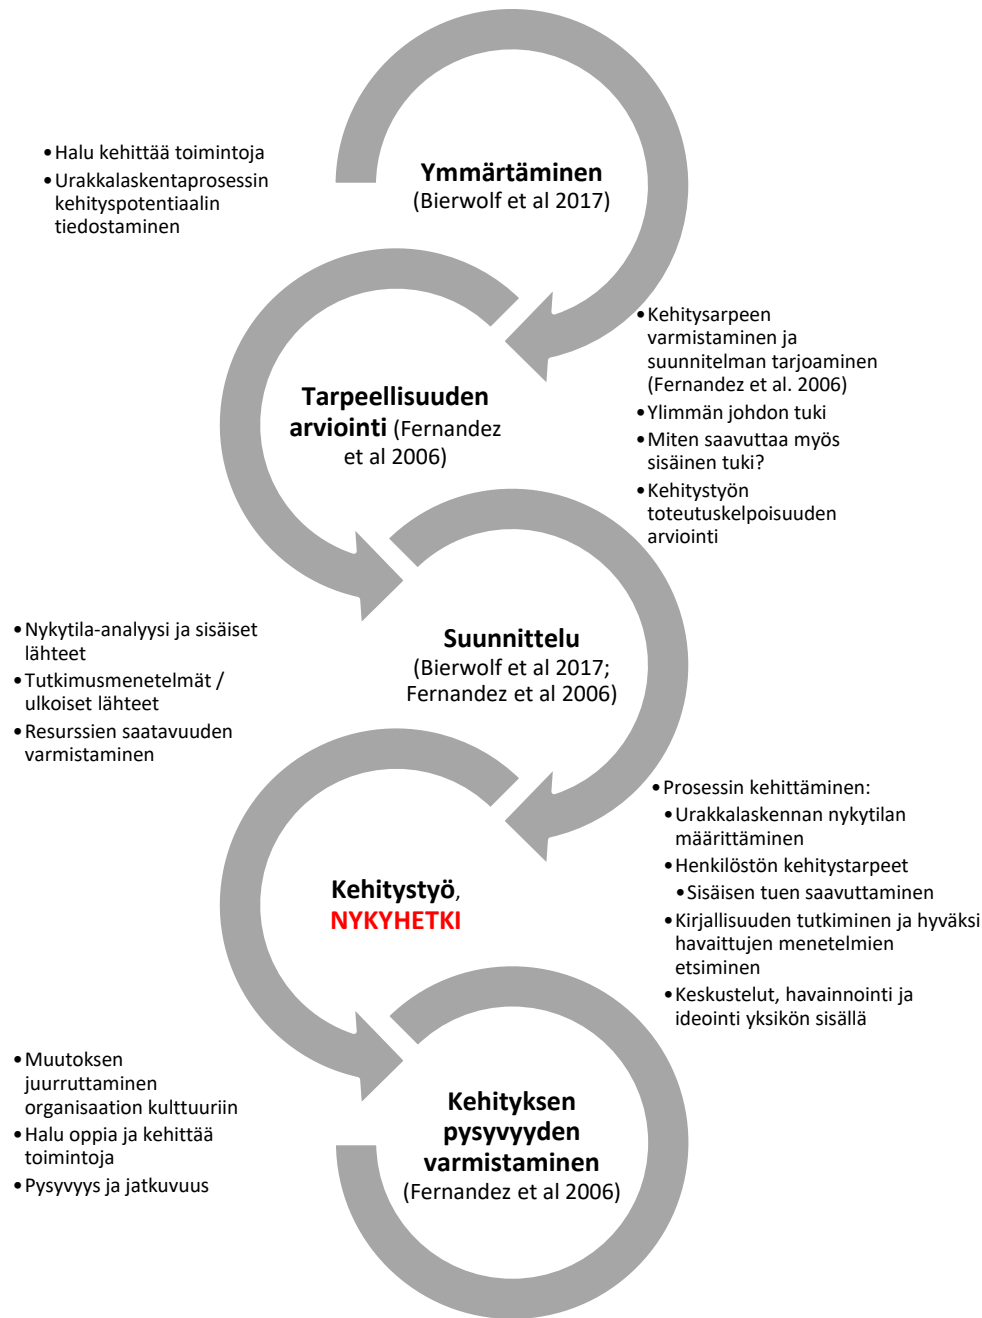 •Halu kehittää toimintoja
•Urakkalaskentaprosessin
kehityspotentiaalin
tiedostaminen
Ymmärtäminen
(Bierwolf et al 2017)
•Kehitysarpeen
varmistaminen ja
suunnitelman tarjoaminen
(Fernandez et al. 2006)
•Ylimmän johdon tuki
•Miten saavuttaa myös
sisäinen tuki?
•Kehitystyön
toteutuskelpoisuuden
arviointi
Tarpeellisuuden
arviointi (Fernandez
et al 2006)
•Nykytila-analyysi ja sisäiset
lähteet
•Tutkimusmenetelmät /
ulkoiset lähteet
•Resurssien saatavuuden
varmistaminen
Suunnittelu
(Bierwolf et al 2017;
Fernandez et al 2006)
•Prosessin kehittäminen:
•Urakkalaskennan nykytilan
määrittäminen
•Henkilöstön kehitystarpeet
•Sisäisen tuen saavuttaminen
•Kirjallisuuden tutkiminen ja hyväksi
havaittujen menetelmien
etsiminen
•Keskustelut, havainnointi ja
ideointi yksikön sisällä
Kehitystyö,
NYKYHETKI
•Muutoksen
juurruttaminen
organisaation kulttuuriin
•Halu oppia ja kehittää
toimintoja
•Pysyvyys ja jatkuvuus
Kehityksen
pysyvyyden
varmistaminen
(Fernandez et al 2006)